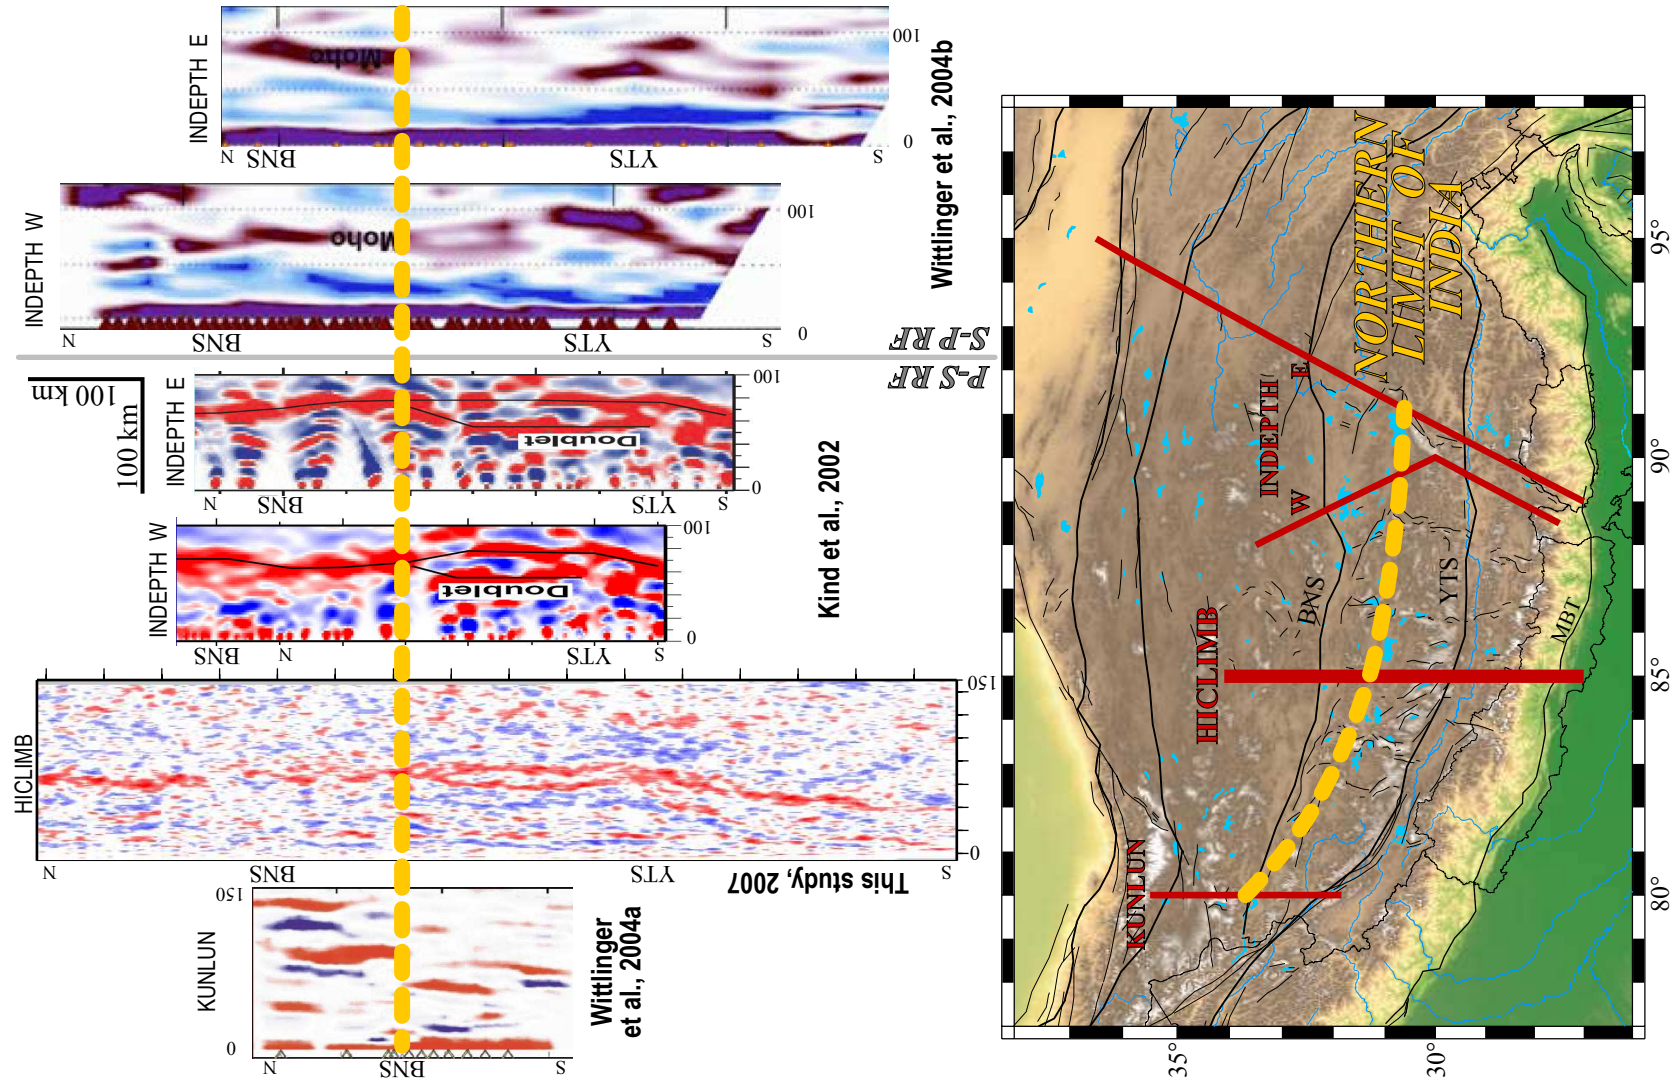 INDEPTH E
Moho
100
0
N
BNS
YTS
S
Wittlinger et al., 2004b
INDEPTH W
Moho
100
0
N
BNS
YTS
S
S-P RF
P-S RF
100 km
100 km
INDEPTH E
Doublet
100
0
N
BNS
YTS
S
Kind et al., 2002
INDEPTH W
Doublet
100
0
BNS
N
YTS
S
HICLIMB
150
0
N
BNS
YTS
S
This study, 2007
KUNLUN
150
0
N
BNS
S
Wittlinger
et al., 2004a
NORTHERN
LIMIT OF
INDIA
INDEPTH
W
E
HICLIMB
KUNLUN
BNS
YTS
MBT
95°
90°
85°
80°
35°
30°